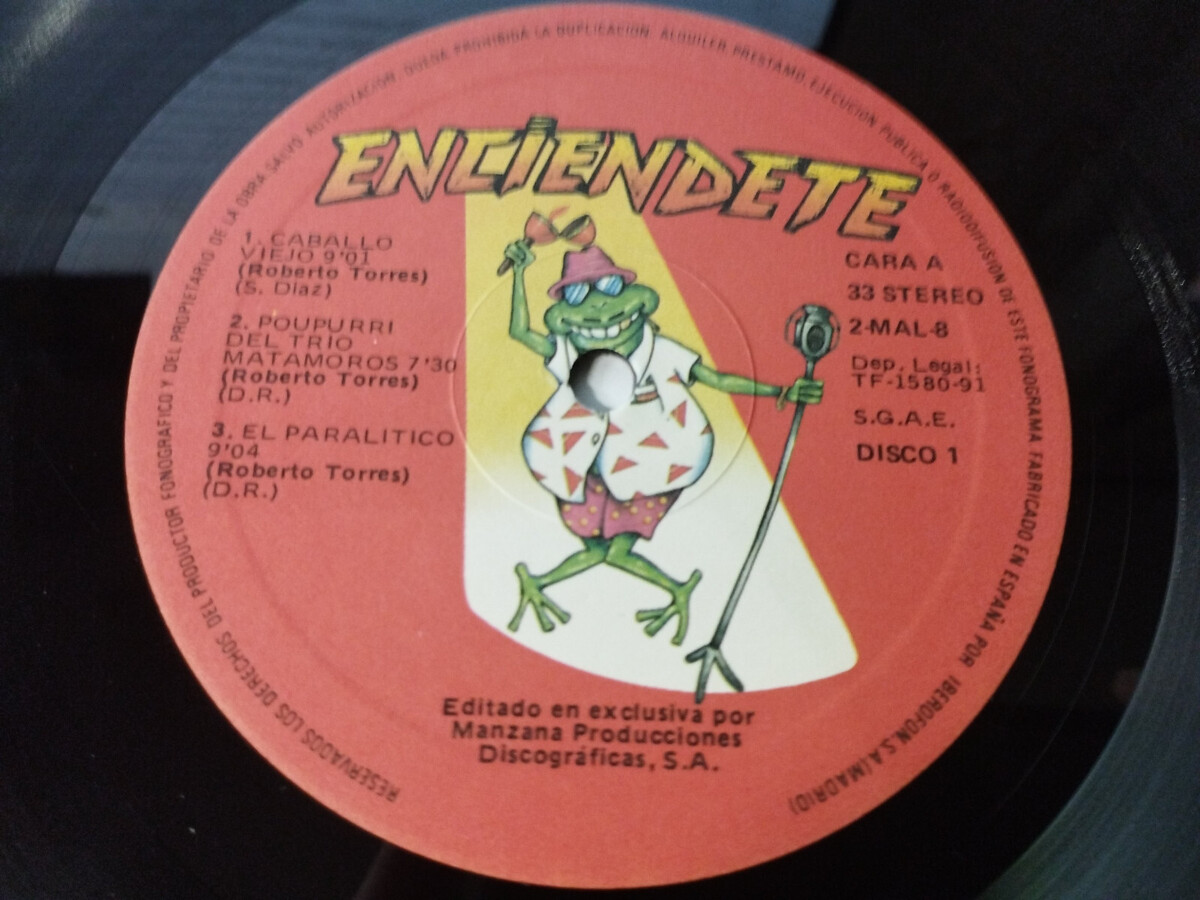 ENCIENDETE
1. CABALLO
VIEJO 9'01
(Roberto Torres)
(S. Diaz)
2. POUPURRI
DEL TRIO
MATAMOROS 7'30
(Roberto Torres)
(D.R.)
3. EL PARALITICO
9'04
(Roberto Torres)
(D.R.)
CARA A
33 STEREO
2-MAL-8
Dep. Legal:
TF-1580-91
S.G.A.E.
DISCO 1
Editado en exclusiva por
Manzana Producciones
Discográficas, S.A.
RESERVADOS LOS DERECHOS DEL PRODUCTOR FONOGRAFICO Y DEL PROPIETARIO DE LA OBRA. SALVO AUTORIZACION, QUEDA PROHIBIDA LA DUPLICACION, ALQUILER, PRESTAMO, EJECUCION PUBLICA O RADIODIFUSION DE ESTE FONOGRAMA FABRICADO EN ESPAÑA POR IBEROFON, S.A. (MADRID)